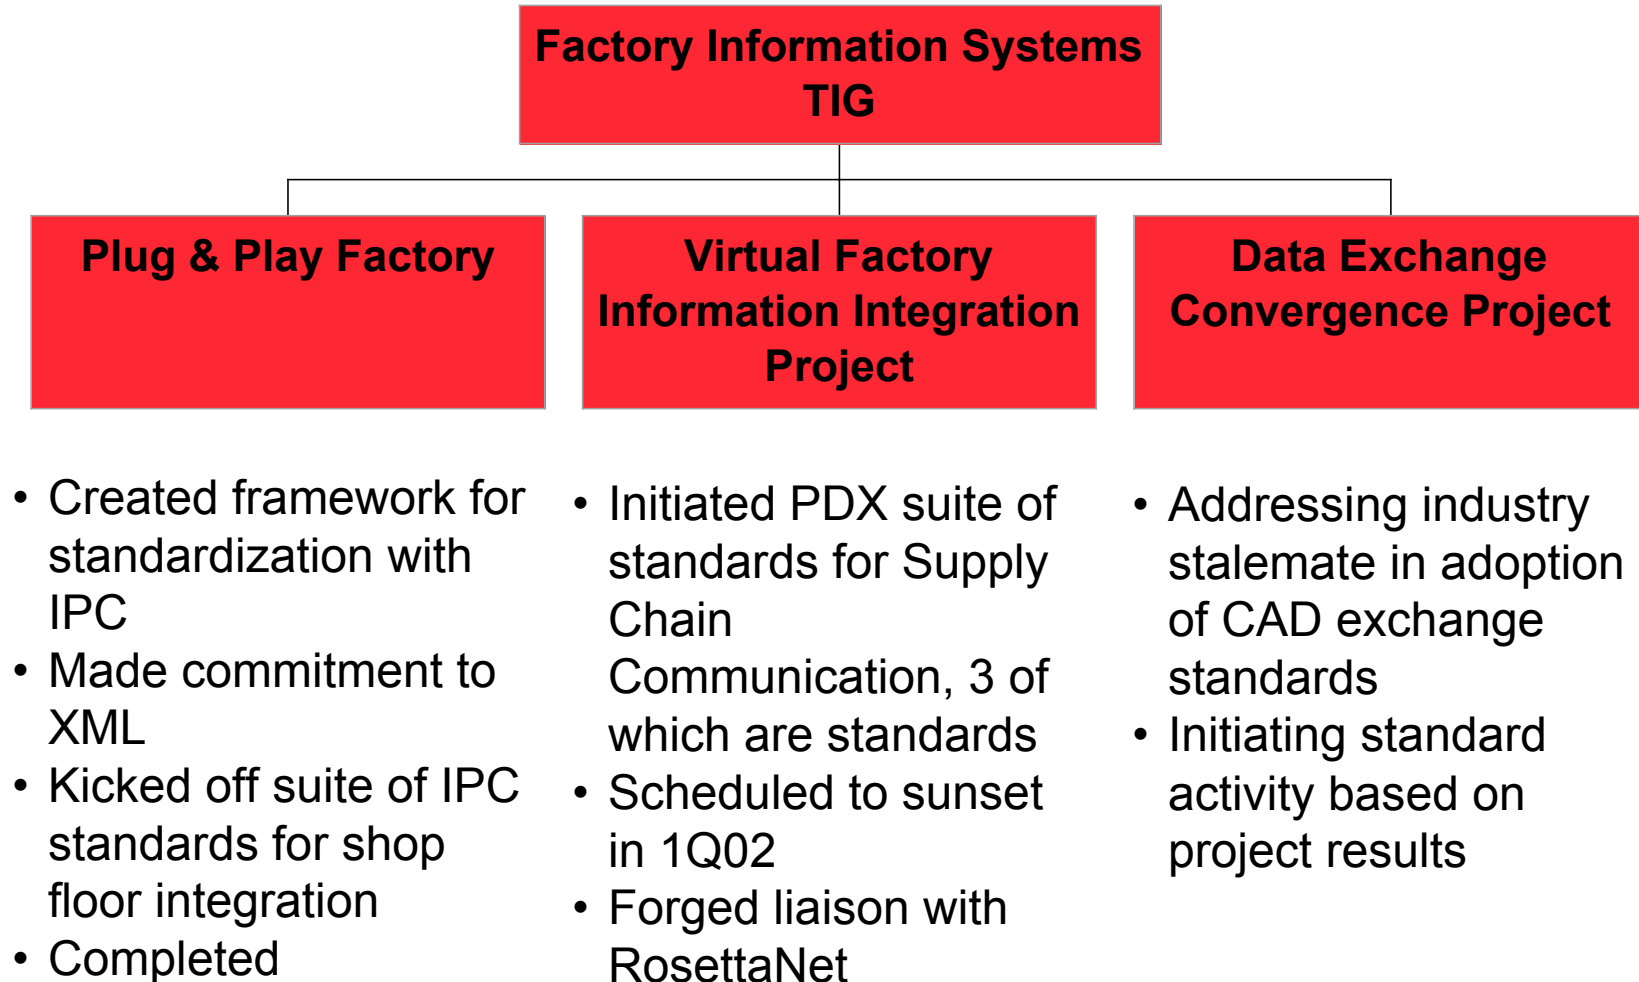 Factory Information Systems
TIG
Plug & Play Factory
Virtual Factory
Information Integration
Project
Data Exchange
Convergence Project
• Created framework for
standardization with
IPC
• Made commitment to
XML
• Kicked off suite of IPC
standards for shop
floor integration
• Completed
• Initiated PDX suite of
standards for Supply
Chain
Communication, 3 of
which are standards
• Scheduled to sunset
in 1Q02
• Forged liaison with
RosettaNet
• Addressing industry
stalemate in adoption
of CAD exchange
standards
• Initiating standard
activity based on
project results